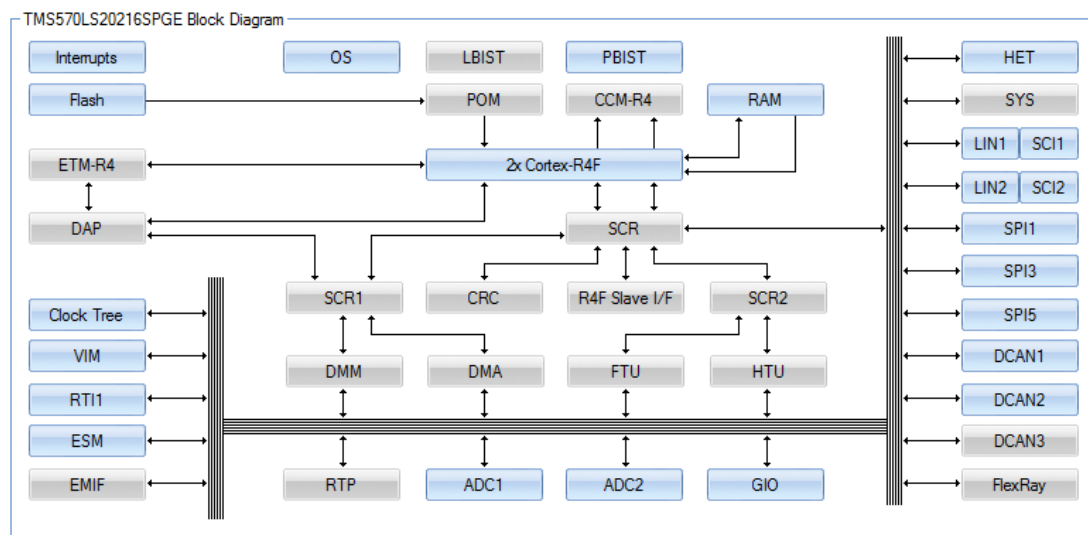 TMS570LS20216SPGE Block Diagram
Interrupts OS LBIST PBIST HET
Flash POM CCM-R4 RAM SYS
LIN1 SCI1
ETM-R4 2x Cortex-R4F
LIN2 SCI2
DAP SCR SPI1
SPI3
SCR1 CRC R4F Slave I/F SCR2
Clock Tree SPI5
VIM DMM DMA FTU HTU DCAN1
RTI1 DCAN2
ESM DCAN3
EMIF RTP ADC1 ADC2 GIO FlexRay